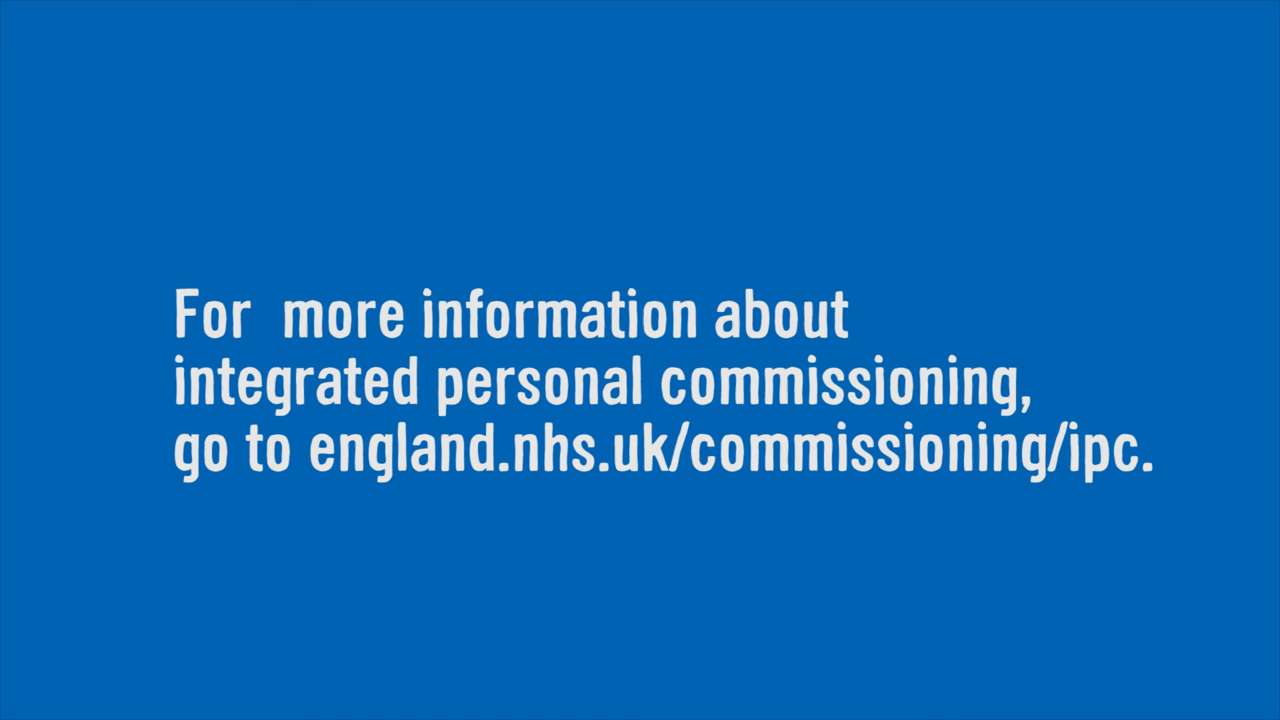 For  more information about
integrated personal commissioning,
go to england.nhs.uk/commissioning/ipc.